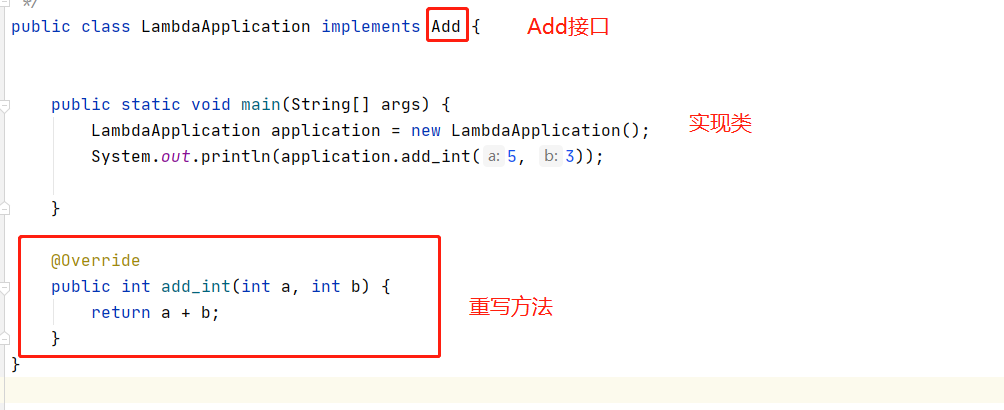 */
public class LambdaApplication implements Add {
Add接口
public static void main(String[] args) {
LambdaApplication application = new LambdaApplication();
实现类
System.out.println(application.add_int( a: 5, b: 3));
}
@Override
public int add_int(int a, int b) {
return a + b;
重写方法
}
}